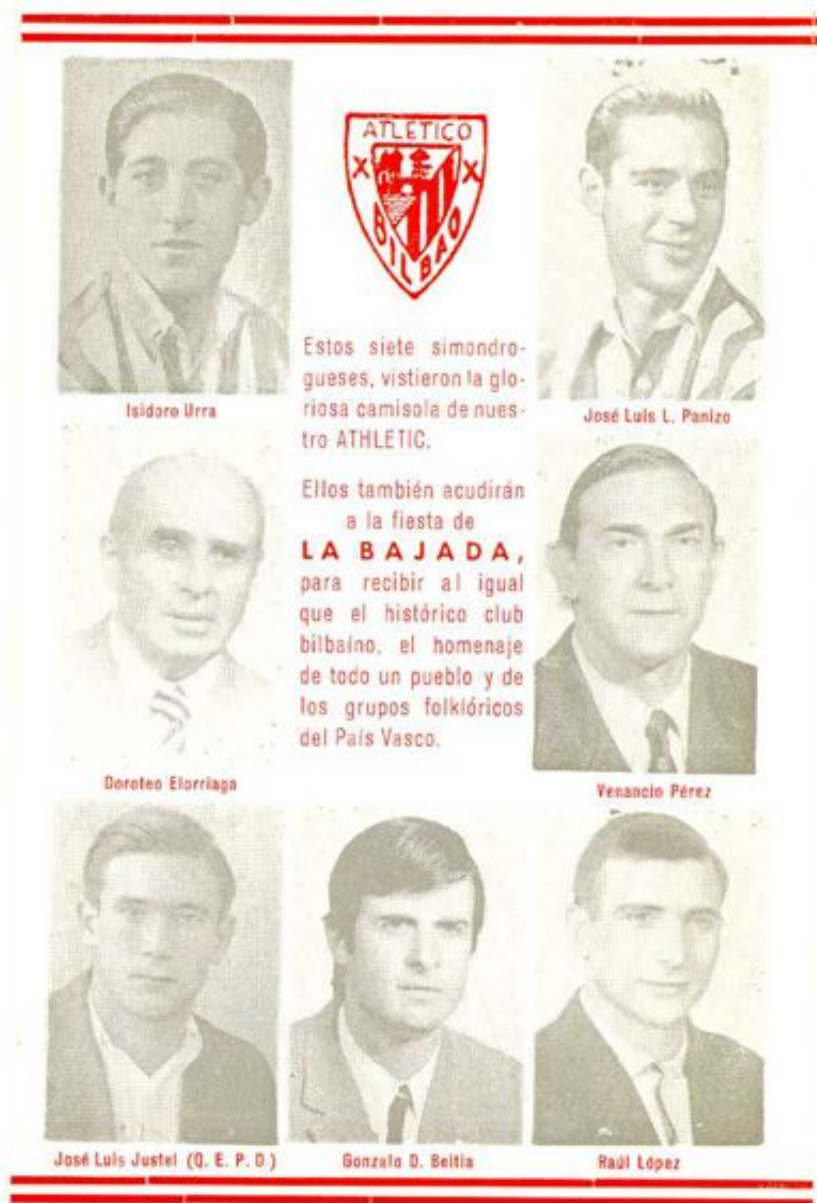 ATLETICO
BILBAO
Isidoro Urra
José Luis L. Panizo
Estos siete simondro-
gueses, vistieron la glo-
riosa camisola de nues-
tro ATHLETIC.
Ellos también acudirán
a la fiesta de
LA BAJADA,
para recibir al igual
que el histórico club
bilbaíno, el homenaje
de todo un pueblo y de
los grupos folklóricos
del País Vasco.
Doroteo Elorriaga
Venancio Pérez
José Luis Justel (Q. E. P. D.)
Gonzalo D. Beitia
Raúl López